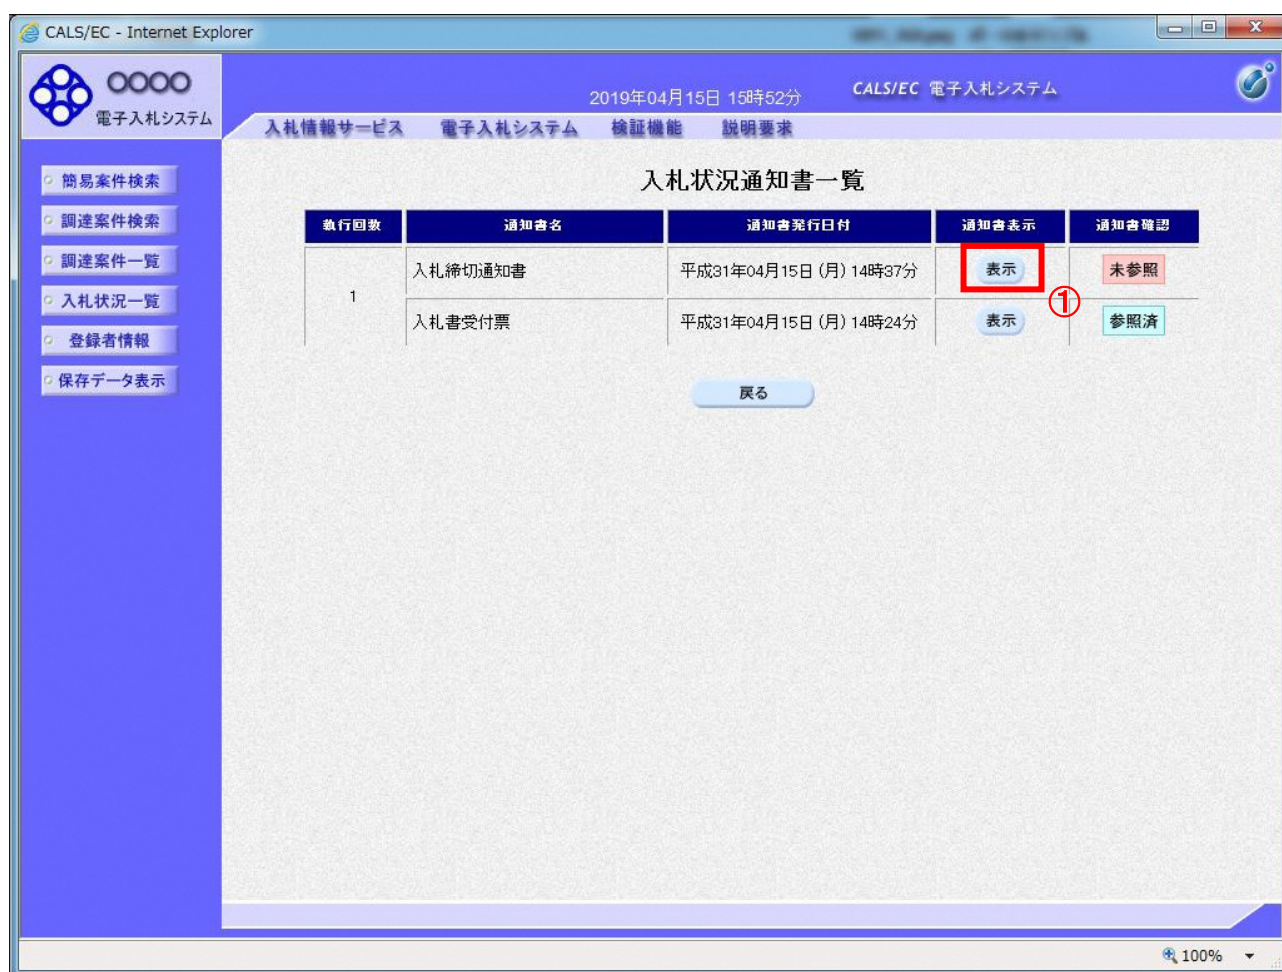 CALS/EC - Internet Explorer
○○○○
電子入札システム
2019年04月15日 15時52分
CALS/EC 電子入札システム
入札情報サービス 電子入札システム 検証機能 説明要求
簡易案件検索
調達案件検索
調達案件一覧
入札状況一覧
登録者情報
保存データ表示
入札状況通知書一覧
執行回数 通知書名 通知書発行日付 通知書表示 通知書確認
1
入札締切通知書 平成31年04月15日(月) 14時37分 表示 未参照
①
入札書受付票 平成31年04月15日(月) 14時24分 表示 参照済
戻る
100%